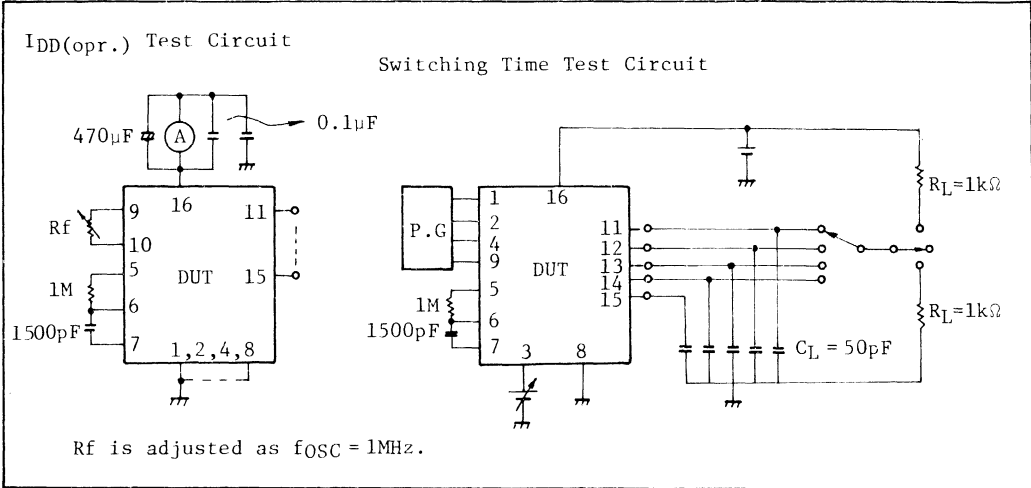 IDD(opr.) Test Circuit
Switching Time Test Circuit
470μF
A
0.1μF
16
9
11
Rf
10
5
DUT
15
1M
6
1500pF
7
1,2,4,8
P.G
1
16
2
4
9
11
12
13
14
15
DUT
5
1M
6
1500pF
7
3
8
RL=1kΩ
RL=1kΩ
CL = 50pF
Rf is adjusted as fOSC = 1MHz.